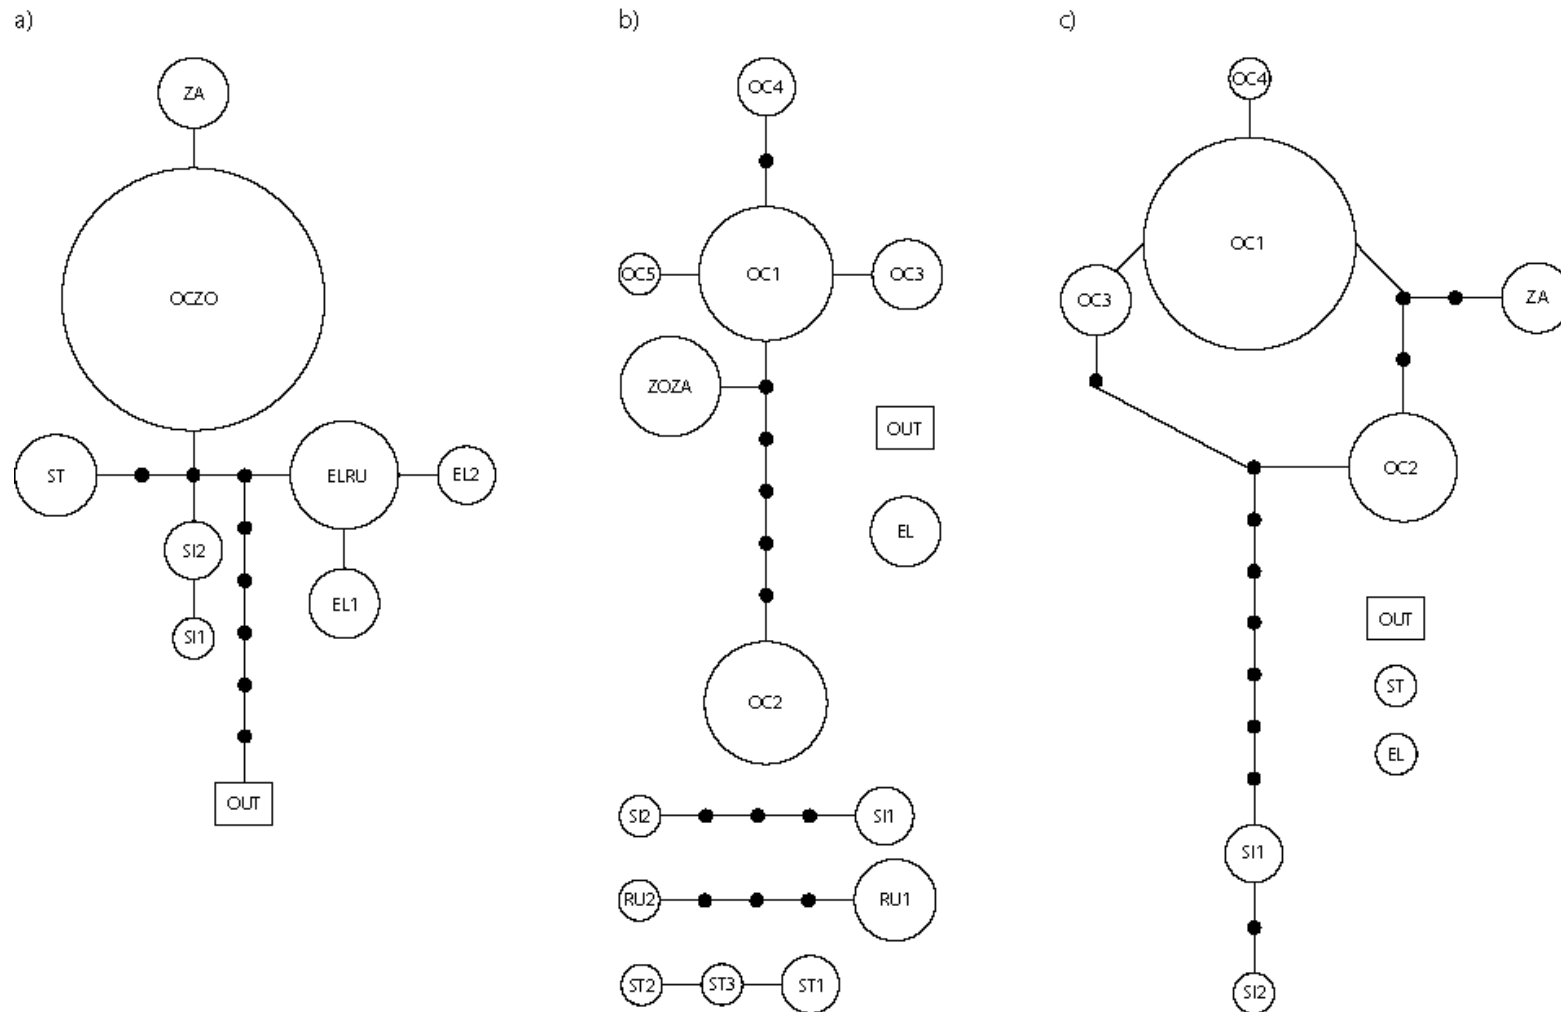 a)
ZA
OCZO
ST
ELRU
EL2
SI2
EL1
SI1
OUT
b)
OC4
OC5
OC1
OC3
ZOZA
OUT
EL
OC2
SI2
SI1
RU2
RU1
ST2
ST3
ST1
c)
OC4
OC1
OC3
ZA
OC2
OUT
ST
EL
SI1
SI2